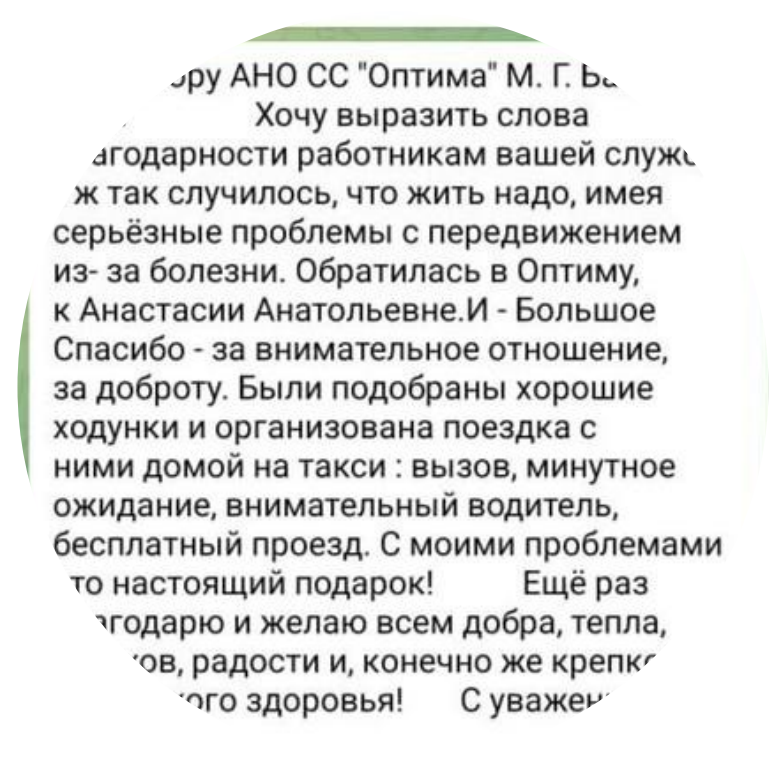 АНО СС "Оптима" М. Г.
Хочу выразить слова
работникам вашей
так случилось, что жить надо, имея
серьёзные проблемы с передвижением
из- за болезни. Обратилась в Оптиму,
к Анастасии Анатольевне.И - Большое
Спасибо - за внимательное отношение,
за доброту. Были подобраны хорошие
ходунки и организована поездка с
ними домой на такси : вызов, минутное
ожидание, внимательный водитель,
бесплатный проезд. С моими проблемами
настоящий подарок! Ещё раз
и желаю всем добра, тепла,
радости и, конечно же
здоровья! С